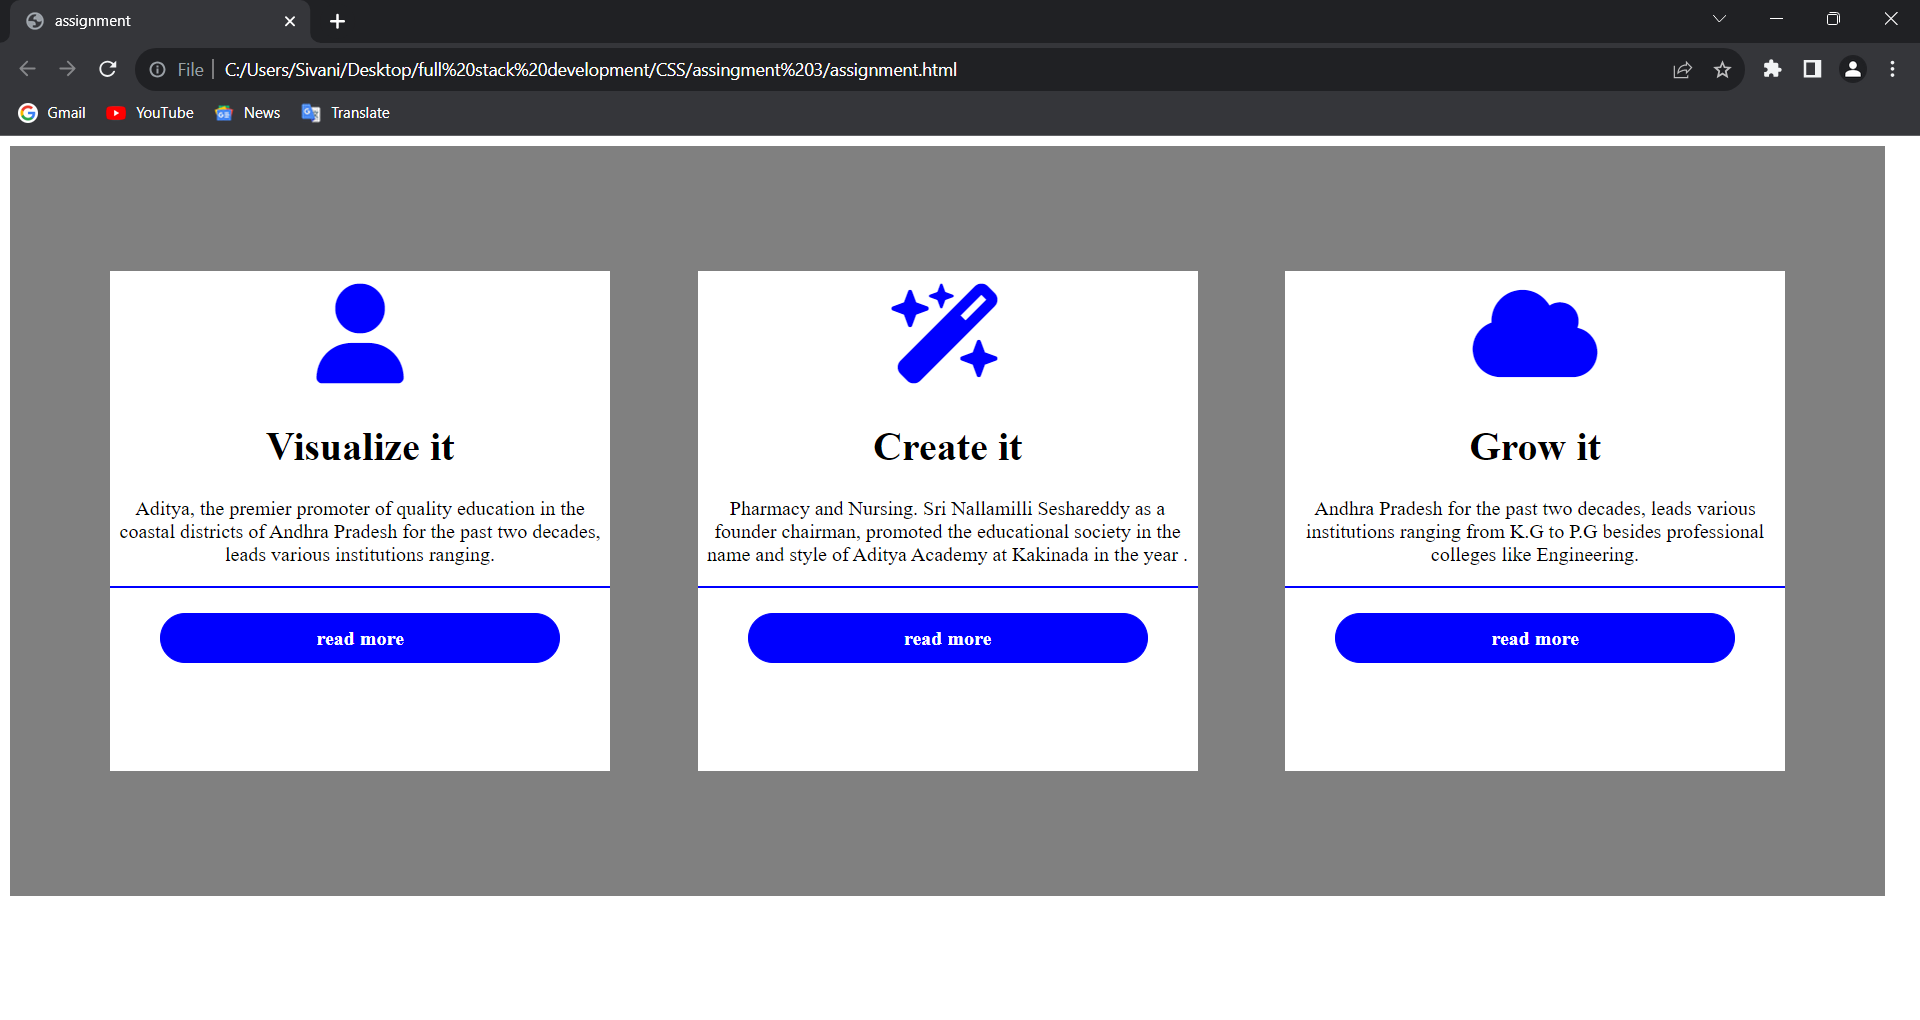 assignment
File
C:/Users/Sivani/Desktop/full%20stack%20development/CSS/assingment%203/assignment.html
Gmail
YouTube
News
Translate
Visualize it
Aditya, the premier promoter of quality education in the
coastal districts of Andhra Pradesh for the past two decades,
leads various institutions ranging.
read more
Create it
Pharmacy and Nursing. Sri Nallamilli Seshareddy as a
founder chairman, promoted the educational society in the
name and style of Aditya Academy at Kakinada in the year .
read more
Grow it
Andhra Pradesh for the past two decades, leads various
institutions ranging from K.G to P.G besides professional
colleges like Engineering.
read more